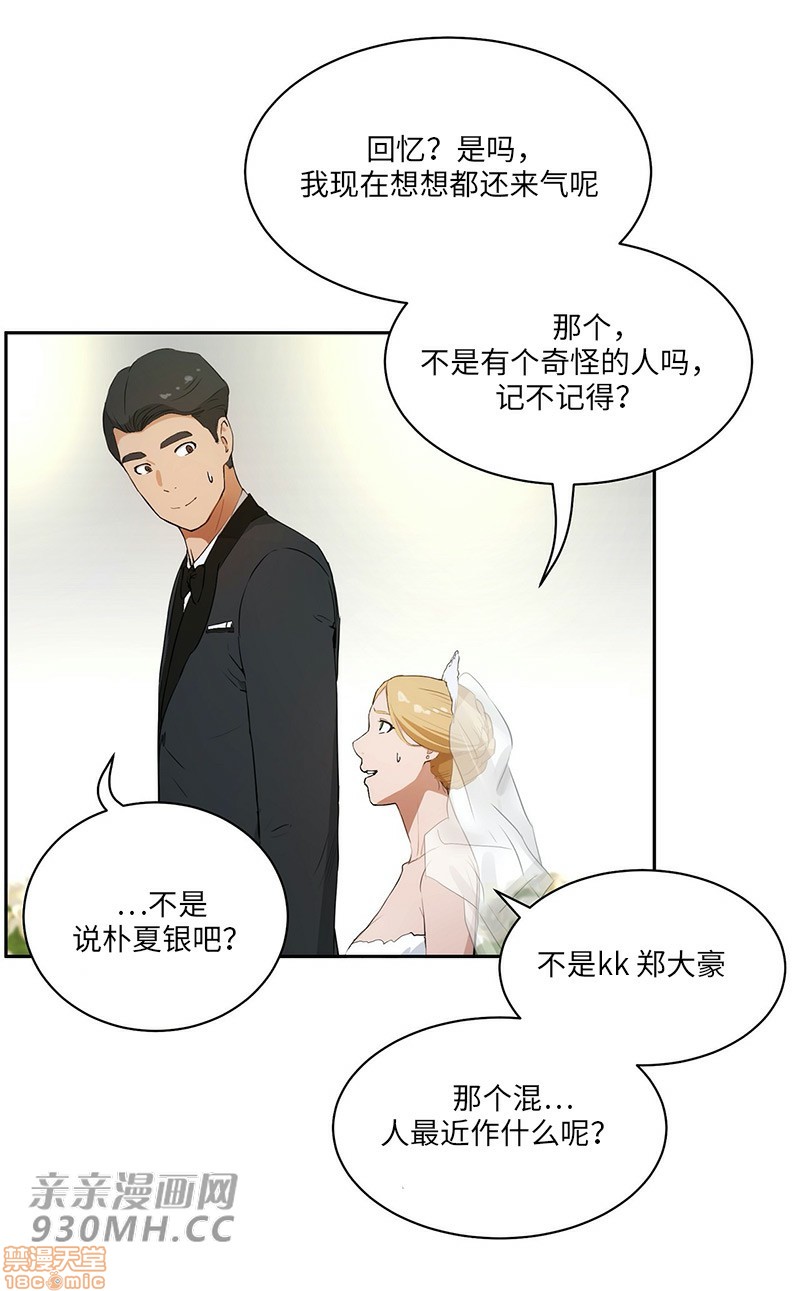 回忆？是吗，
我现在想想都还来气呢
那个，
不是有个奇怪的人吗，
记不记得？
...不是
说朴夏银吧？
不是kk 郑大豪
那个混...
人最近作什么呢？
亲亲漫画网
930MH.CC
禁漫天堂
18comic